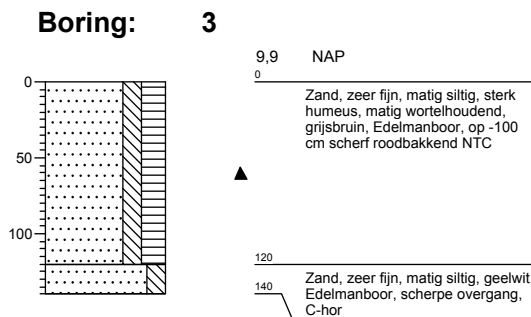 Boring: 3
9,9 NAP
0
0
Zand, zeer fijn, matig siltig, sterk
humeus, matig wortelhoudend,
grijsbruin, Edelmanboor, op -100
cm scherf roodbakkend NTC
50
100
120
Zand, zeer fijn, matig siltig, geelwit,
140
Edelmanboor, scherpe overgang,
C-hor